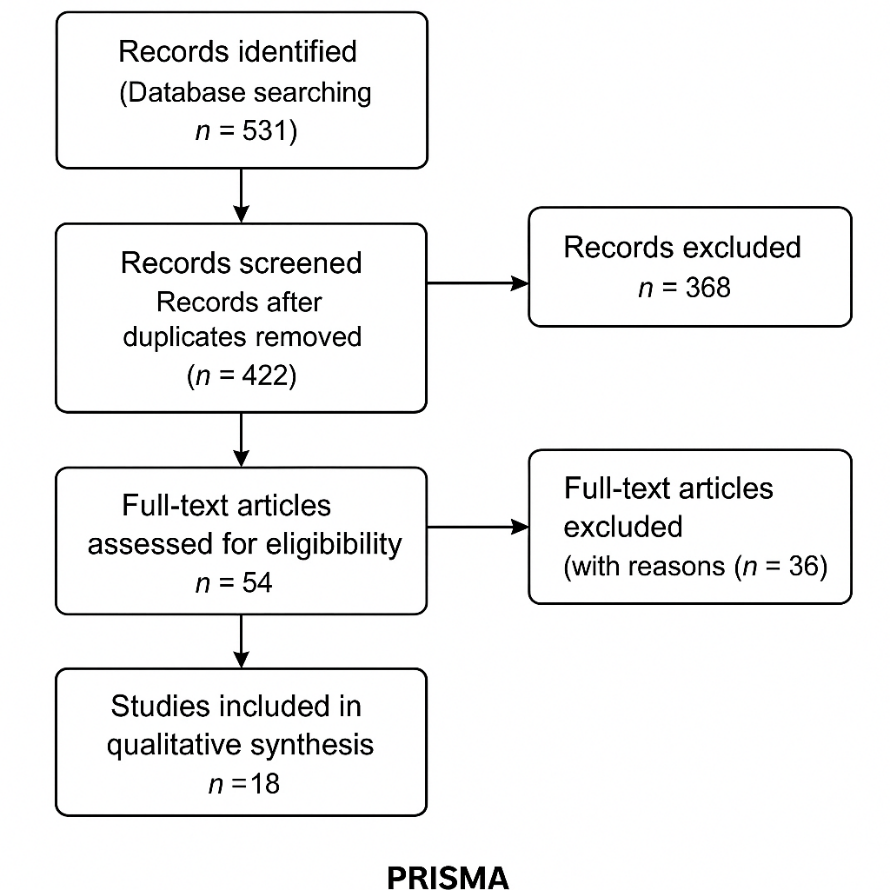 Records identified
(Database searching
n = 531)
Records screened
Records after
duplicates removed
(n = 422)
Records excluded
n = 368
Full-text articles
assessed for eligibibility
n = 54
Full-text articles
excluded
(with reasons (n = 36)
Studies included in
qualitative synthesis
n =18
PRISMA